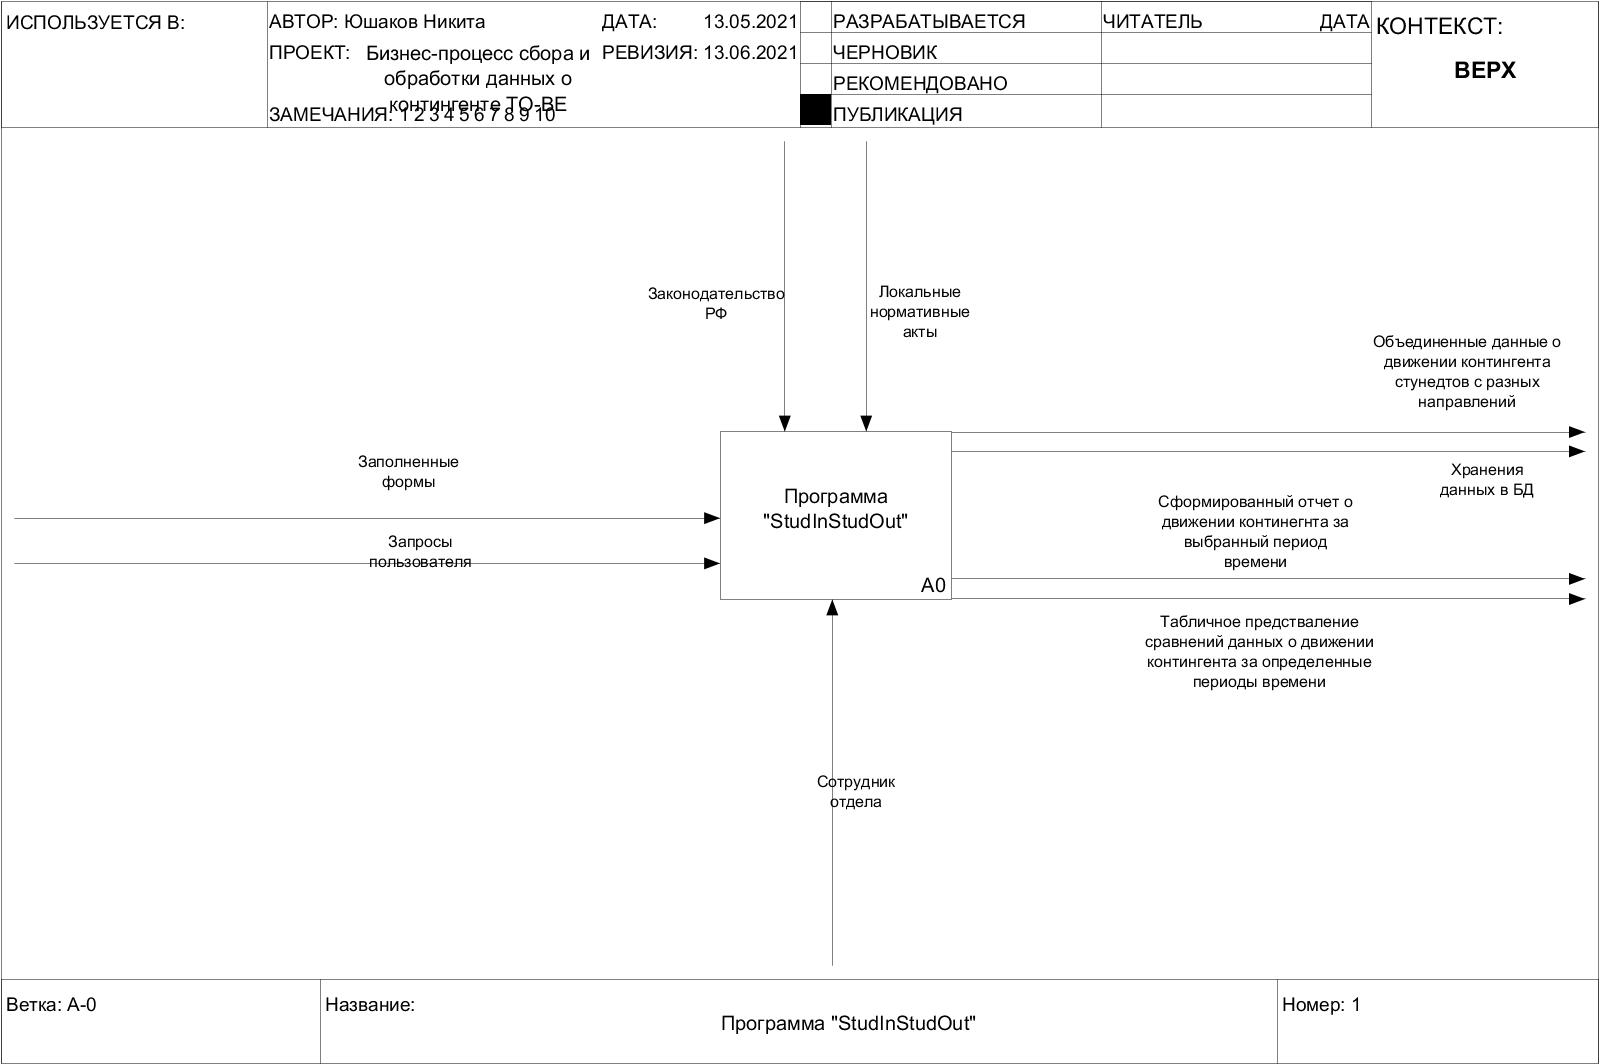 ИСПОЛЬЗУЕТСЯ В:
АВТОР: Юшаков Никита
ДАТА: 13.05.2021
ПРОЕКТ: Бизнес-процесс сбора и
обработки данных о
контингенте TO-BE
РЕВИЗИЯ: 13.06.2021
ЗАМЕЧАНИЯ: 1 2 3 4 5 6 7 8 9 10
РАЗРАБАТЫВАЕТСЯ
ЧЕРНОВИК
РЕКОМЕНДОВАНО
ПУБЛИКАЦИЯ
ЧИТАТЕЛЬ ДАТА
КОНТЕКСТ:
ВЕРХ
Законодательство
РФ
Локальные
нормативные
акты
Объединенные данные о
движении контингента
стунедтов с разных
направлений
Заполненные
формы
Хранения
данных в БД
Программа
"StudInStudOut"
A0
Сформированный отчет о
движении континегнта за
выбранный период
времени
Запросы
пользователя
Табличное предстваление
сравнений данных о движении
контингента за определенные
периоды времени
Сотрудник
отдела
Ветка: A-0
Название:
Программа "StudInStudOut"
Номер: 1